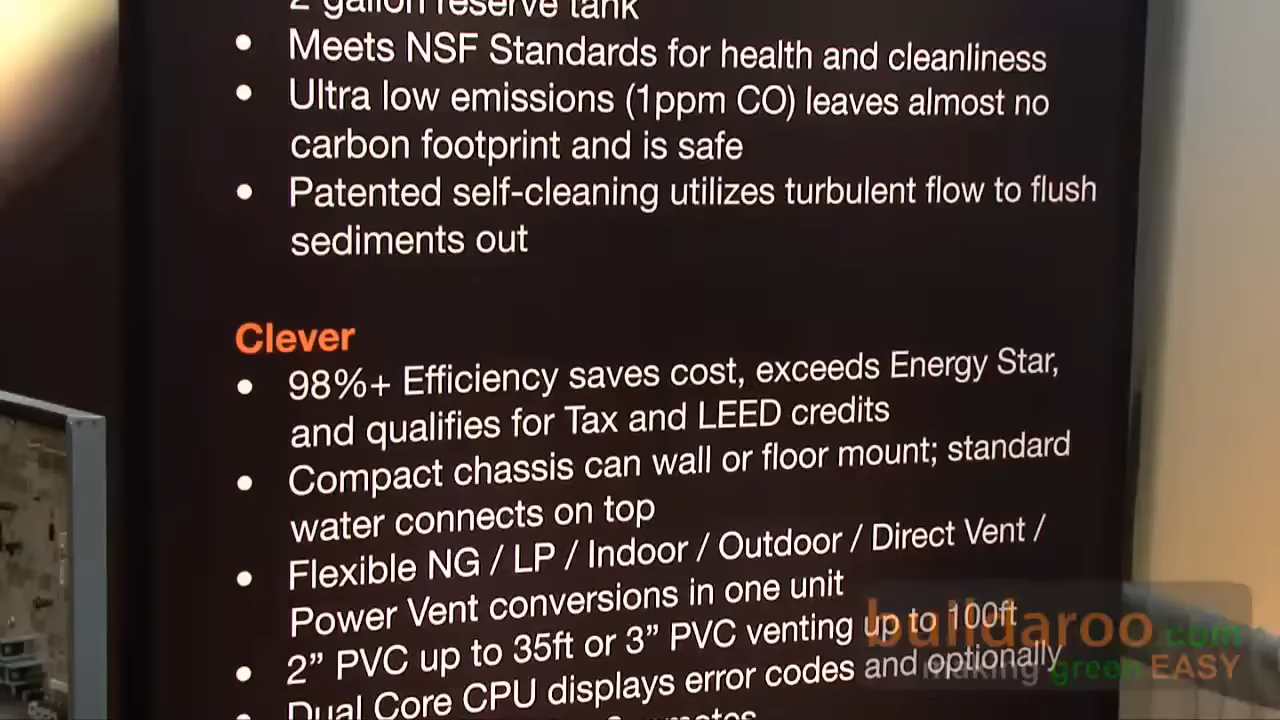 2 gallon reserve tank
• Meets NSF Standards for health and cleanliness
• Ultra low emissions (1ppm CO) leaves almost no
carbon footprint and is safe
• Patented self-cleaning utilizes turbulent flow to flush
sediments out
Clever
• 98%+ Efficiency saves cost, exceeds Energy Star,
and qualifies for Tax and LEED credits
• Compact chassis can wall or floor mount; standard
water connects on top
• Flexible NG / LP / Indoor / Outdoor / Direct Vent /
Power Vent conversions in one unit
• 2” PVC up to 35ft or 3” PVC venting up to 100ft
• Dual Core CPU displays error codes and optionally
buildaroo.com
making green EASY